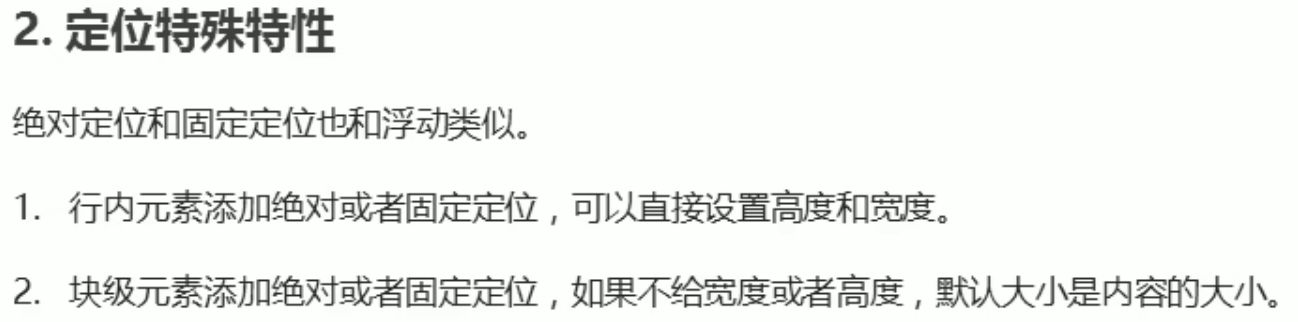 2. 定位特殊特性
绝对定位和固定定位也和浮动类似。
1. 行内元素添加绝对或者固定定位，可以直接设置高度和宽度。
2. 块级元素添加绝对或者固定定位，如果不给宽度或者高度，默认大小是内容的大小。